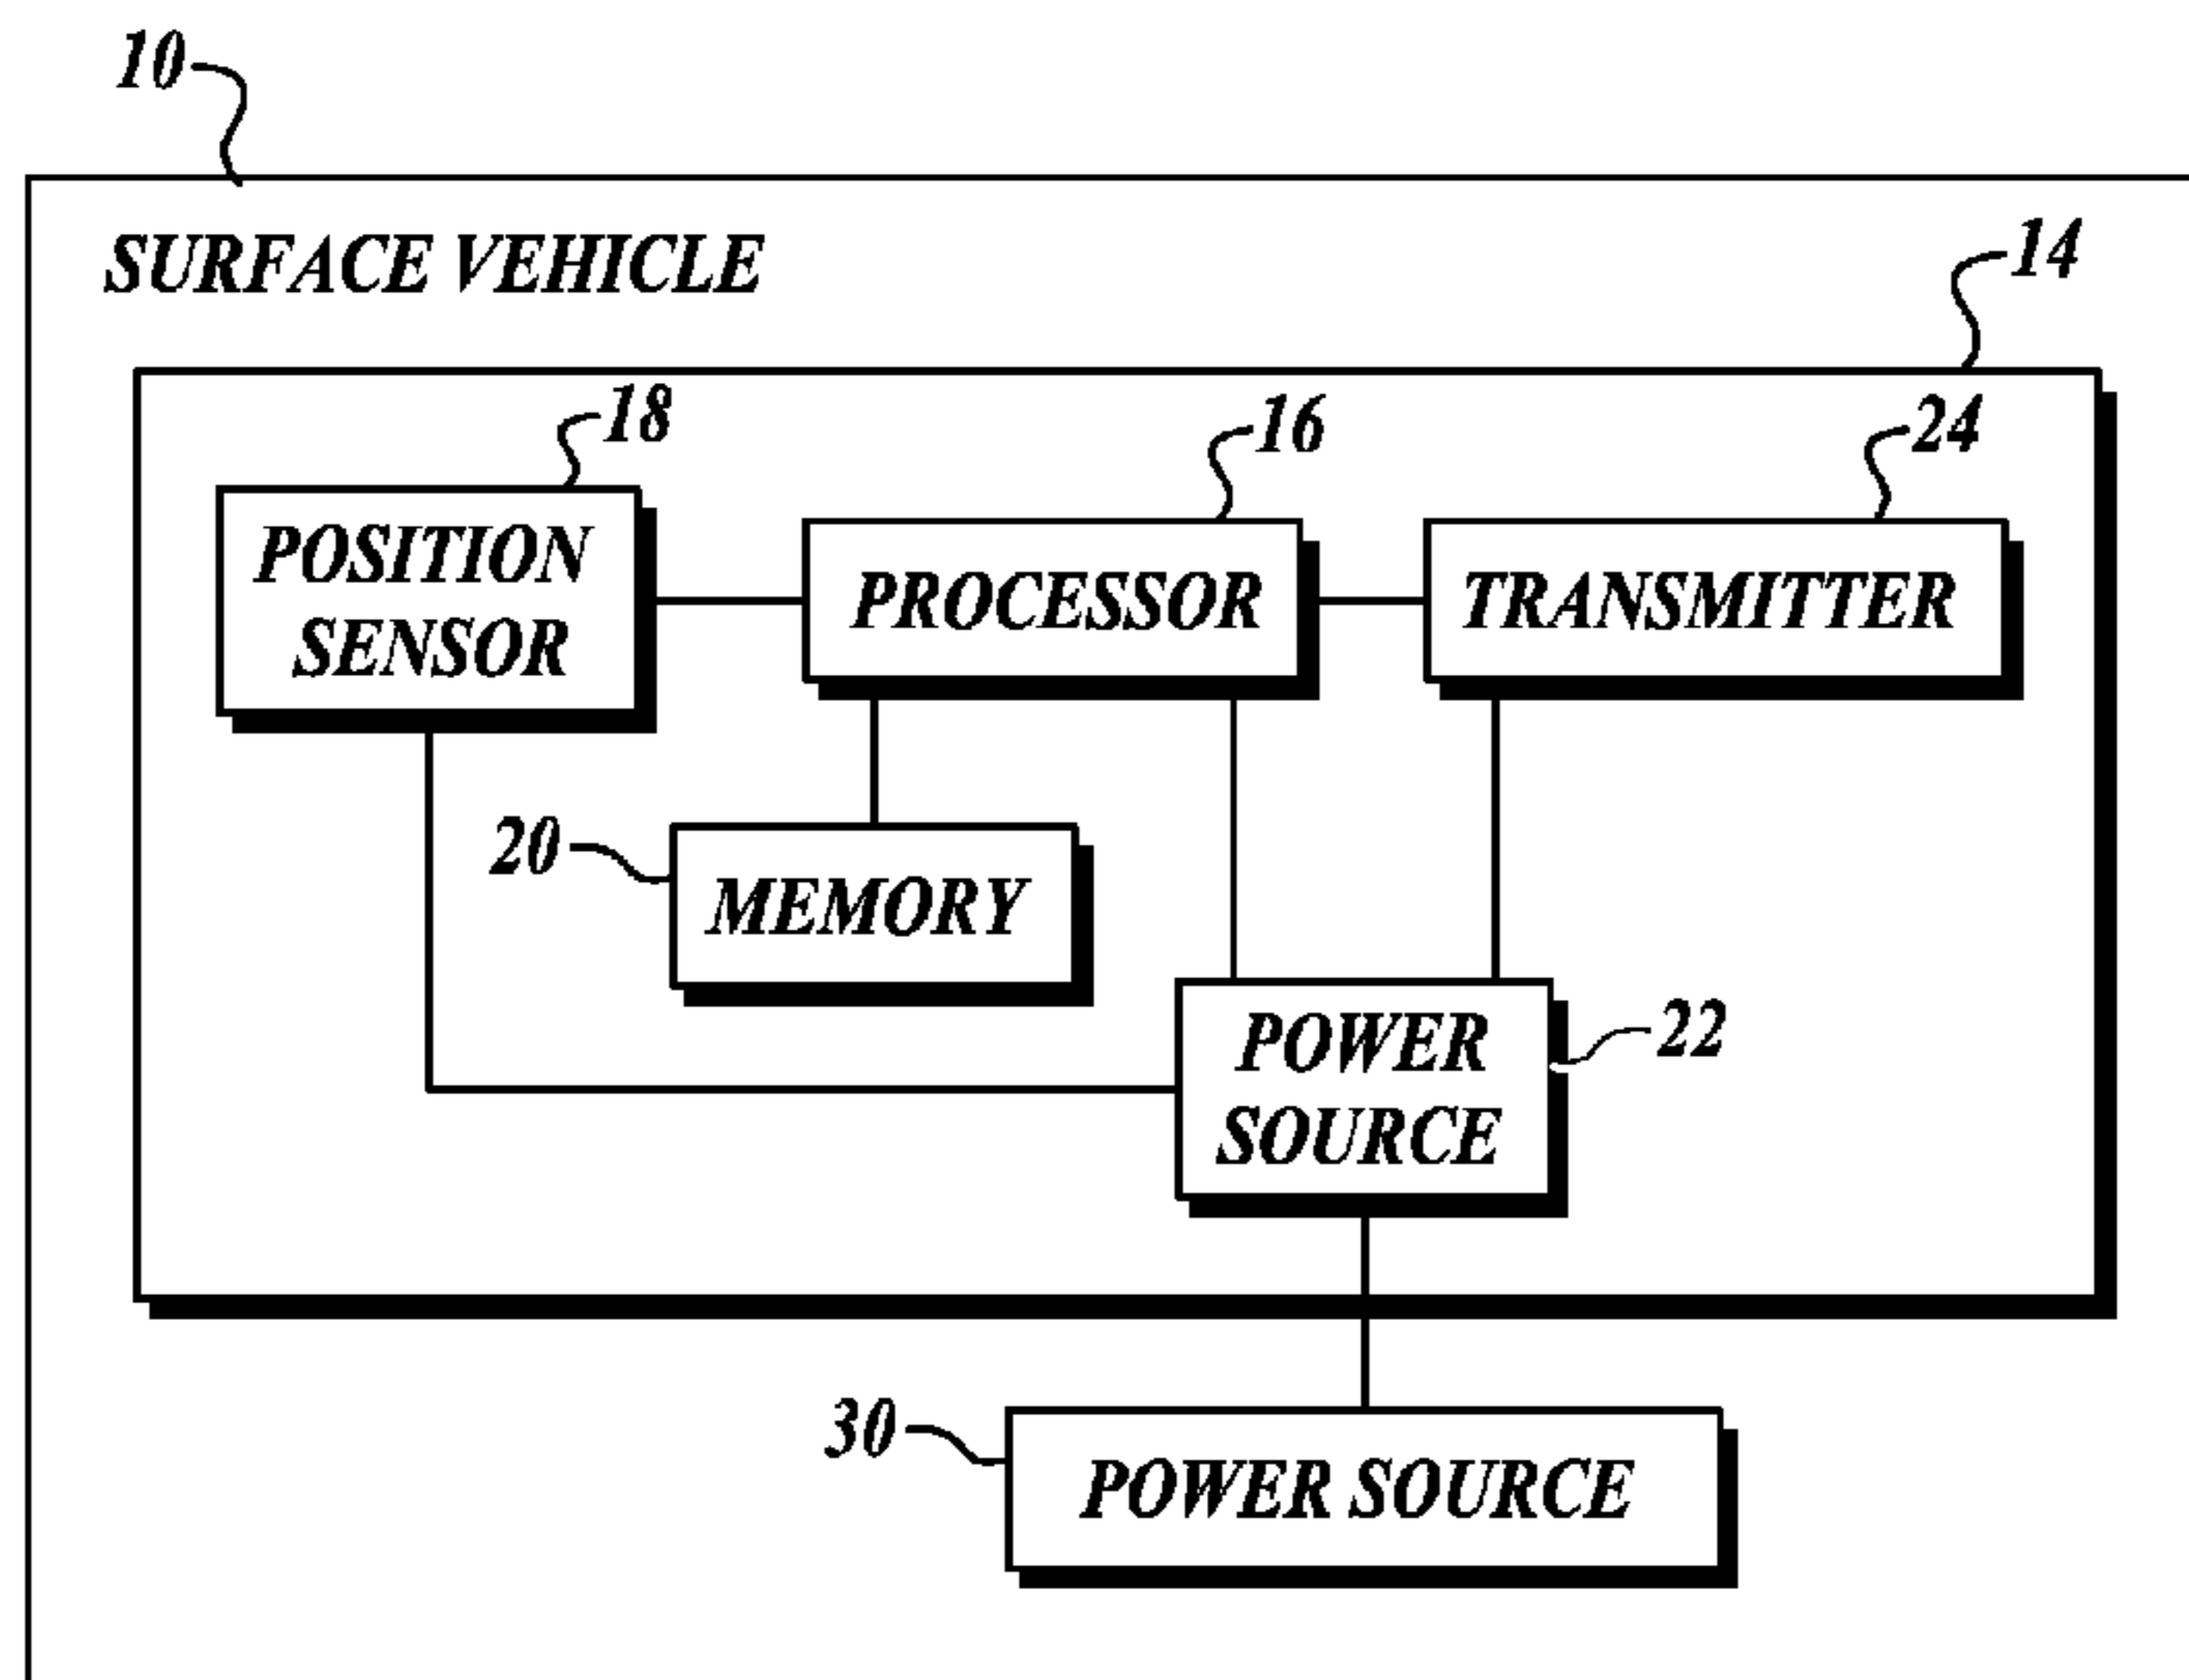 10
SURFACE VEHICLE
14
18
16
24
POSITION
SENSOR
PROCESSOR
TRANSMITTER
20
MEMORY
POWER
SOURCE
22
30
POWER SOURCE